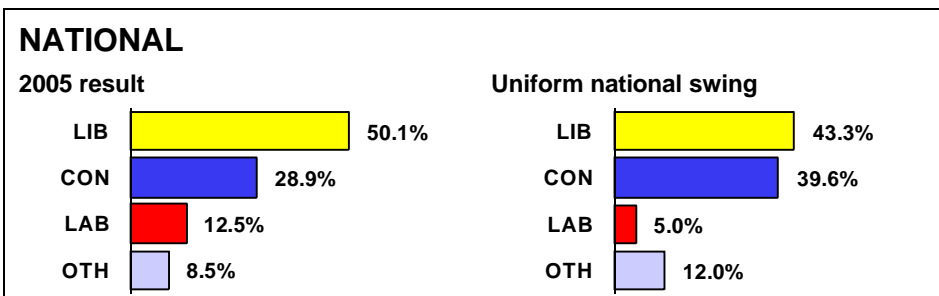 NATIONAL
2005 result
LIB 50.1%
CON 28.9%
LAB 12.5%
OTH 8.5%
Uniform national swing
LIB 43.3%
CON 39.6%
LAB 5.0%
OTH 12.0%